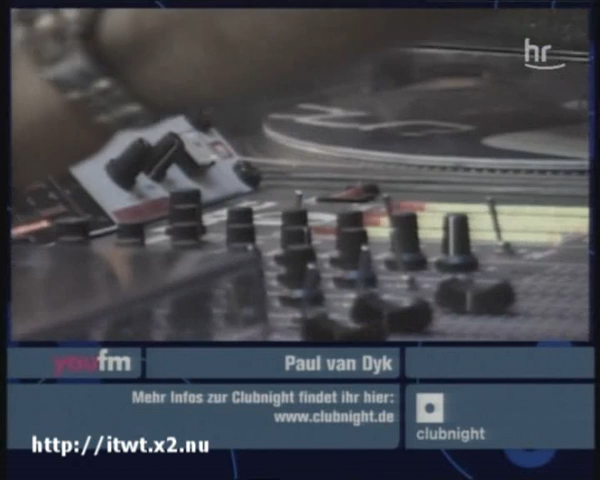 hr
youfm
Paul van Dyk
Mehr Infos zur Clubnight findet ihr hier:
www.clubnight.de
clubnight
http://itwt.x2.nu